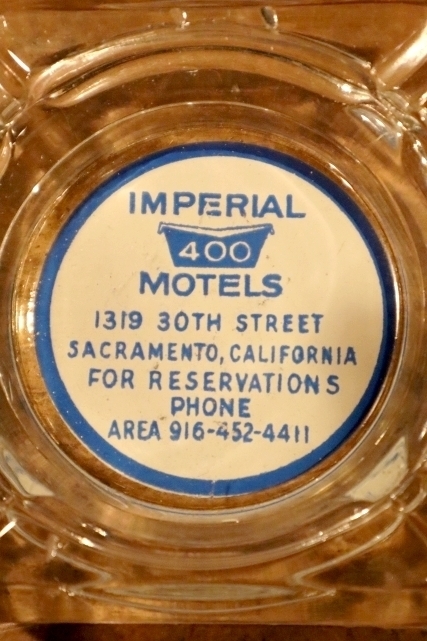 IMPERIAL
400
MOTELS
1319 30TH STREET
SACRAMENTO, CALIFORNIA
FOR RESERVATIONS
PHONE
AREA 916-452-4411